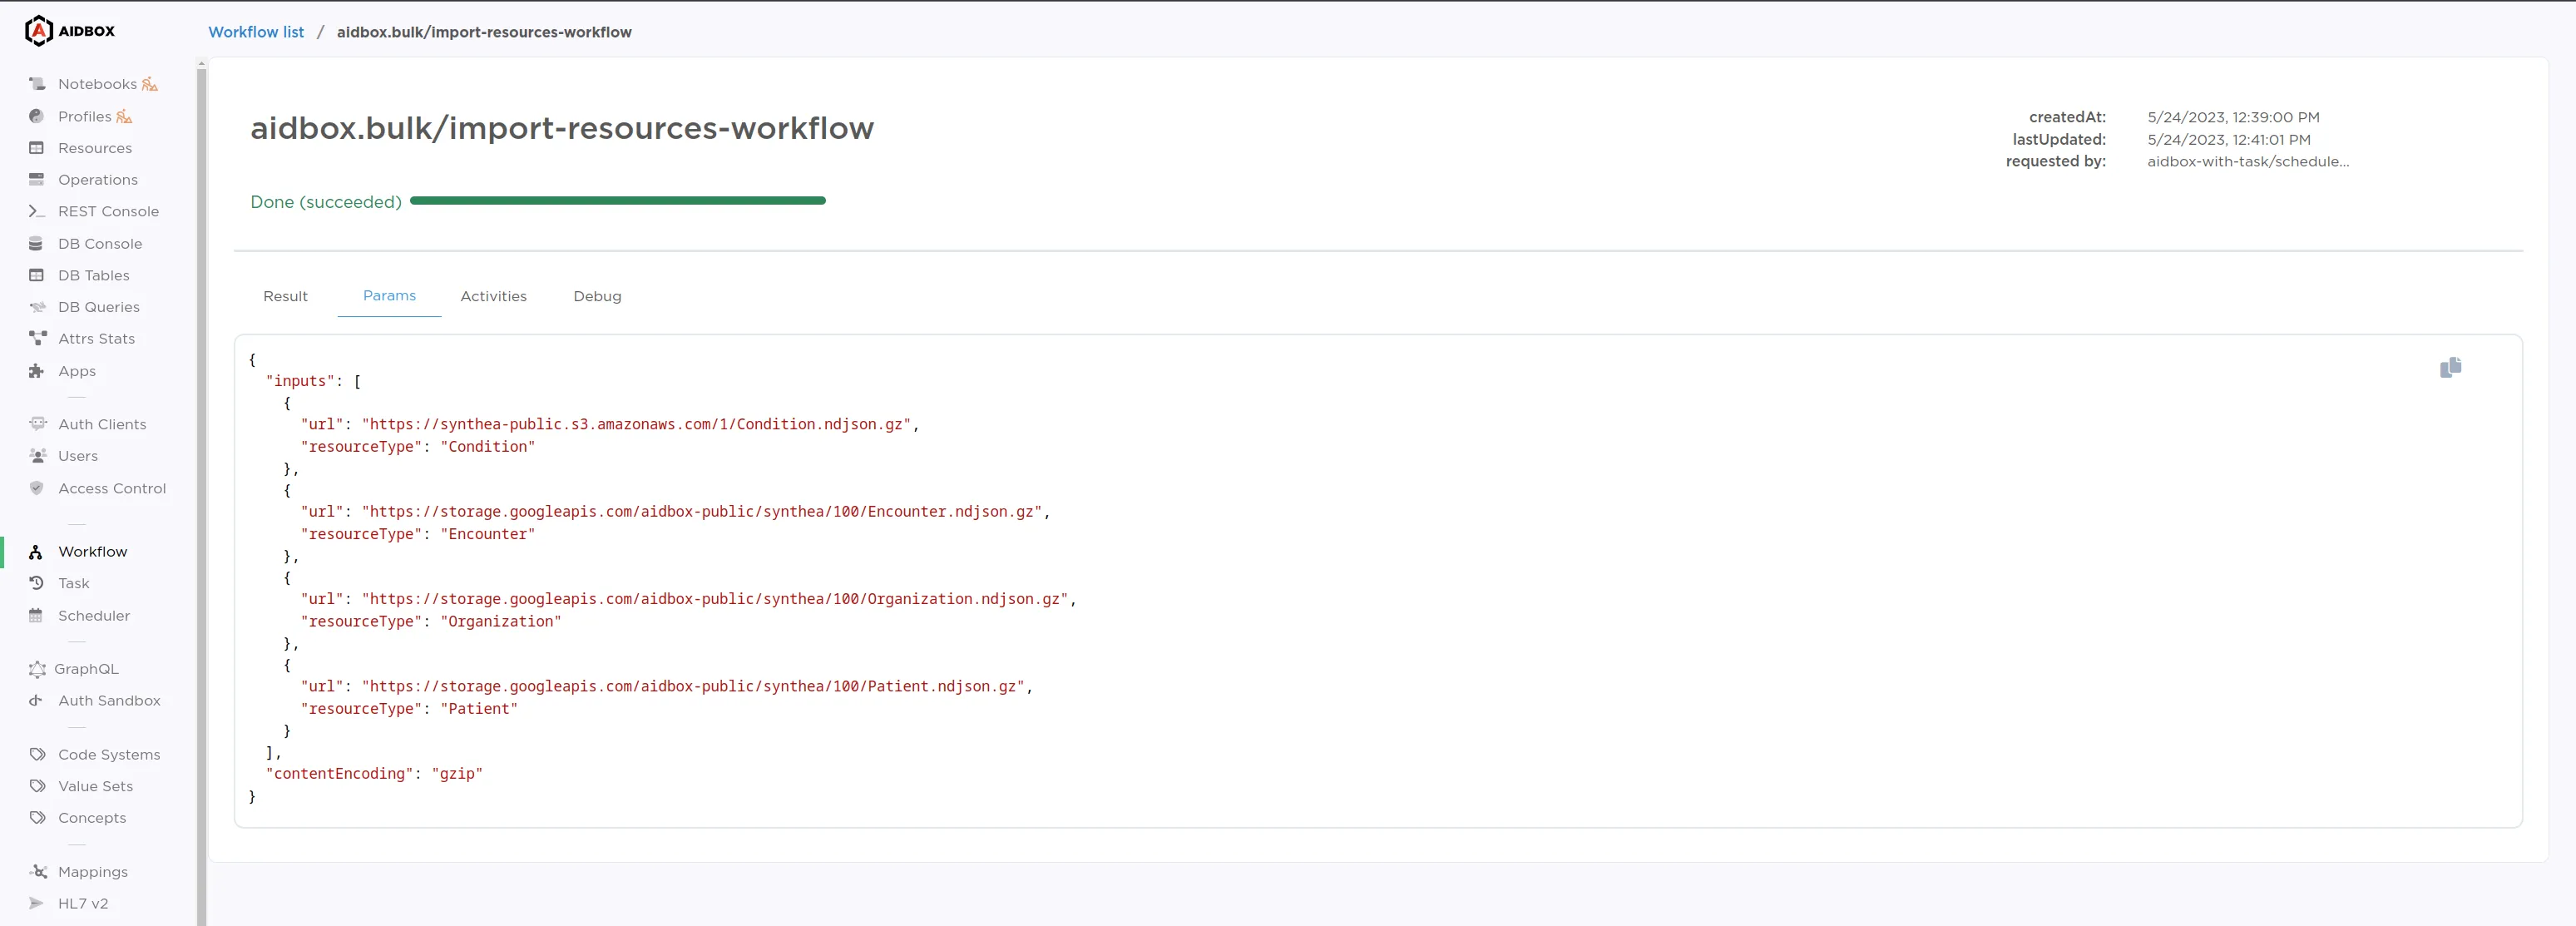 AIDBOX
Workflow list / aidbox.bulk/import-resources-workflow
Notebooks
Profiles
Resources
Operations
REST Console
DB Console
DB Tables
DB Queries
Attrs Stats
Apps
Auth Clients
Users
Access Control
Workflow
Task
Scheduler
GraphQL
Auth Sandbox
Code Systems
Value Sets
Concepts
Mappings
HL7 v2
aidbox.bulk/import-resources-workflow
createdAt: 5/24/2023, 12:39:00 PM
lastUpdated: 5/24/2023, 12:41:01 PM
requested by: aidbox-with-task/schedule...
Done (succeeded)
Result Params Activities Debug
{
"inputs": [
{
"url": "https://synthea-public.s3.amazonaws.com/1/Condition.ndjson.gz",
"resourceType": "Condition"
},
{
"url": "https://storage.googleapis.com/aidbox-public/synthea/100/Encounter.ndjson.gz",
"resourceType": "Encounter"
},
{
"url": "https://storage.googleapis.com/aidbox-public/synthea/100/Organization.ndjson.gz",
"resourceType": "Organization"
},
{
"url": "https://storage.googleapis.com/aidbox-public/synthea/100/Patient.ndjson.gz",
"resourceType": "Patient"
}
],
"contentEncoding": "gzip"
}